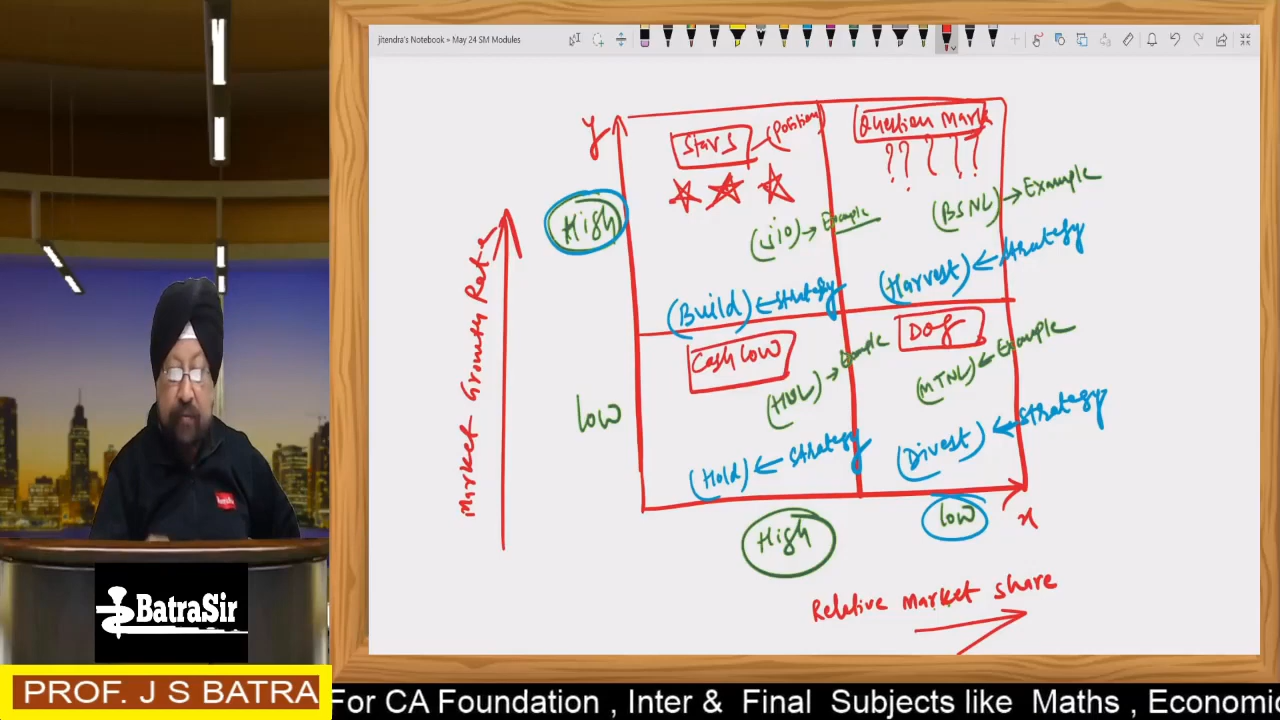 jitendra's Notebook » May 24 SM Modules
y
Stars
(Position)
Question Mark
? ? ? ? ?
High
(Jio) → Example
(BSNL) → Example
(Build) ← Strategy
(Harvest) ← Strategy
Market Growth Rate
Cash Cow
Dog
low
(HUL) → Example
(MTNL) ← Example
(Hold) ← Strategy
(Divest) ← Strategy
High
low
x
Relative Market share
BatraSir
PROF. J S BATRA
For CA Foundation , Inter & Final Subjects like Maths , Economic